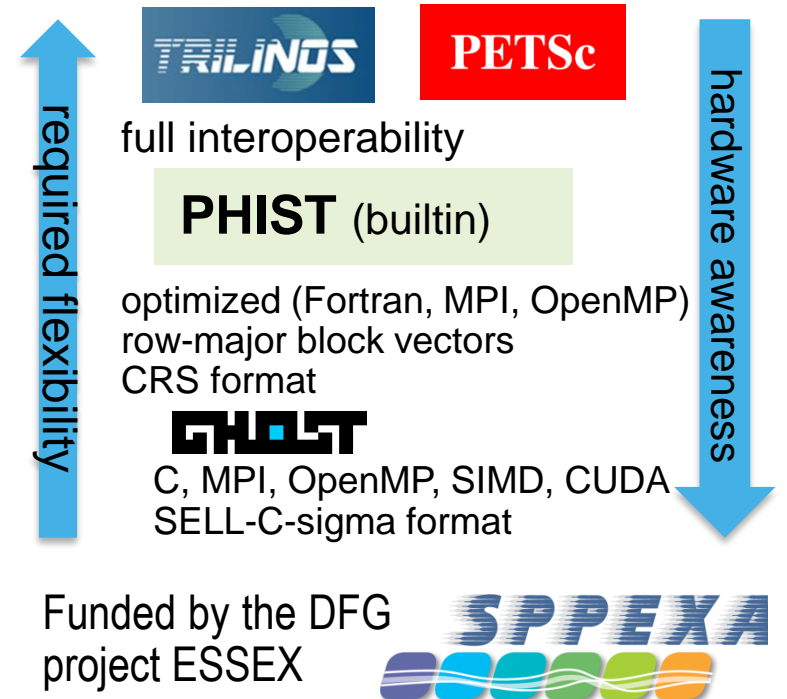 TRILINOS
PETSc
required flexibility
hardware awareness
full interoperability
PHIST (builtin)
optimized (Fortran, MPI, OpenMP)
row-major block vectors
CRS format
GHOST
C, MPI, OpenMP, SIMD, CUDA
SELL-C-sigma format
Funded by the DFG
project ESSEX
SPPEXA